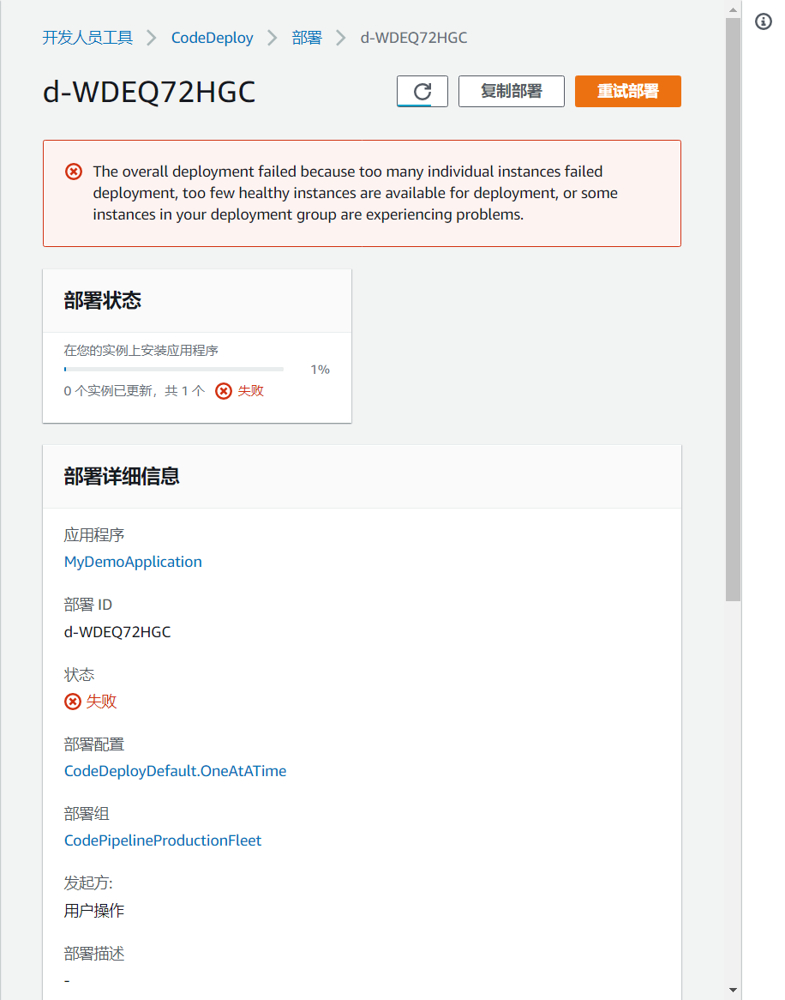 开发人员工具 CodeDeploy 部署 d-WDEQ72HGC
d-WDEQ72HGC 复制部署 重试部署
The overall deployment failed because too many individual instances failed
deployment, too few healthy instances are available for deployment, or some
instances in your deployment group are experiencing problems.
部署状态
在您的实例上安装应用程序
1%
0 个实例已更新，共 1 个 失败
部署详细信息
应用程序
MyDemoApplication
部署 ID
d-WDEQ72HGC
状态
失败
部署配置
CodeDeployDefault.OneAtATime
部署组
CodePipelineProductionFleet
发起方:
用户操作
部署描述
-